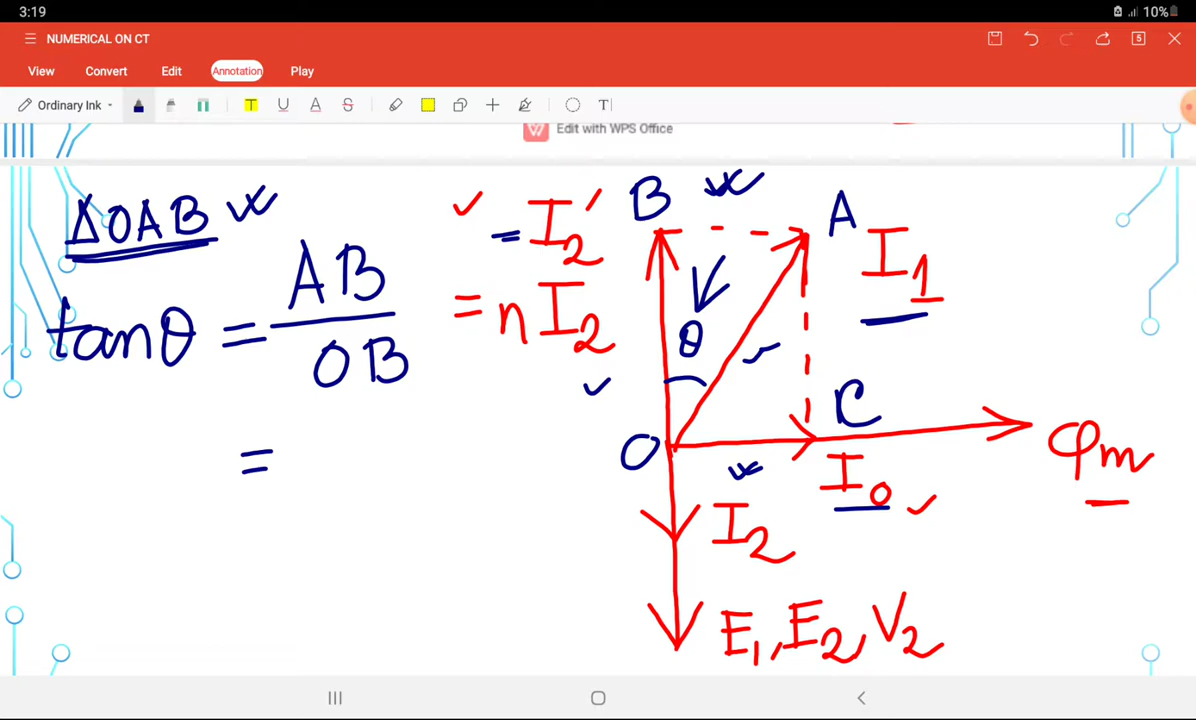 3:19
10%
NUMERICAL ON CT
5
View Convert Edit Annotation Play
Ordinary Ink T U A S T
Edit with WPS Office
ΔOAB
tanθ = AB / OB
=
= I₂'
= nI₂
B
A
I₁
θ
C
O
φm
I₀
I₂
E₁, E₂, V₂